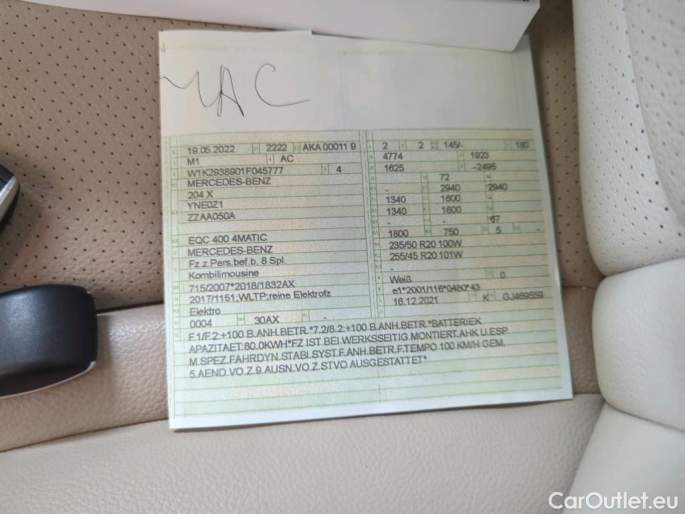 MAC
19.05.2022 2222 AKA 00011 9
M1 AC
W1K2938901F045777 4
MERCEDES-BENZ
204 X
YNE0Z1
ZZAA050A
EQC 400 4MATIC
MERCEDES-BENZ
Fz.z.Pers.bef.b. 8 Spl.
Kombilimousine
715/2007*2018/1832AX
2017/1151;WLTP;reine Elektrofz
Elektro
0004 30AX -
2 2 145/- 180
4774 1923
1625 -2495
- 72
- 2940 2940
1340 1600 -
1340 1600 -
- - 67
1800 750 5 -
235/50 R20 100W
255/45 R20 101W
-
Weiß 0
e1*2001/116*0480*43
16.12.2021 K GJ469559
F.1/F.2:+100 B.ANH.BETR.*7.2/8.2:+100 B.ANH.BETR.*BATTERIEK
APAZITAET:80.0KWH*FZ IST BEI WERKSSEITIG MONTIERT.AHK U.ESP
M.SPEZ.FAHRDYN.STABI.SYST.F.ANH.BETR.F.TEMPO 100 KM/H GEM.
5.AEND.VO.Z.9.AUSN.VO.Z.STVO AUSGESTATTET*
CarOutlet.eu